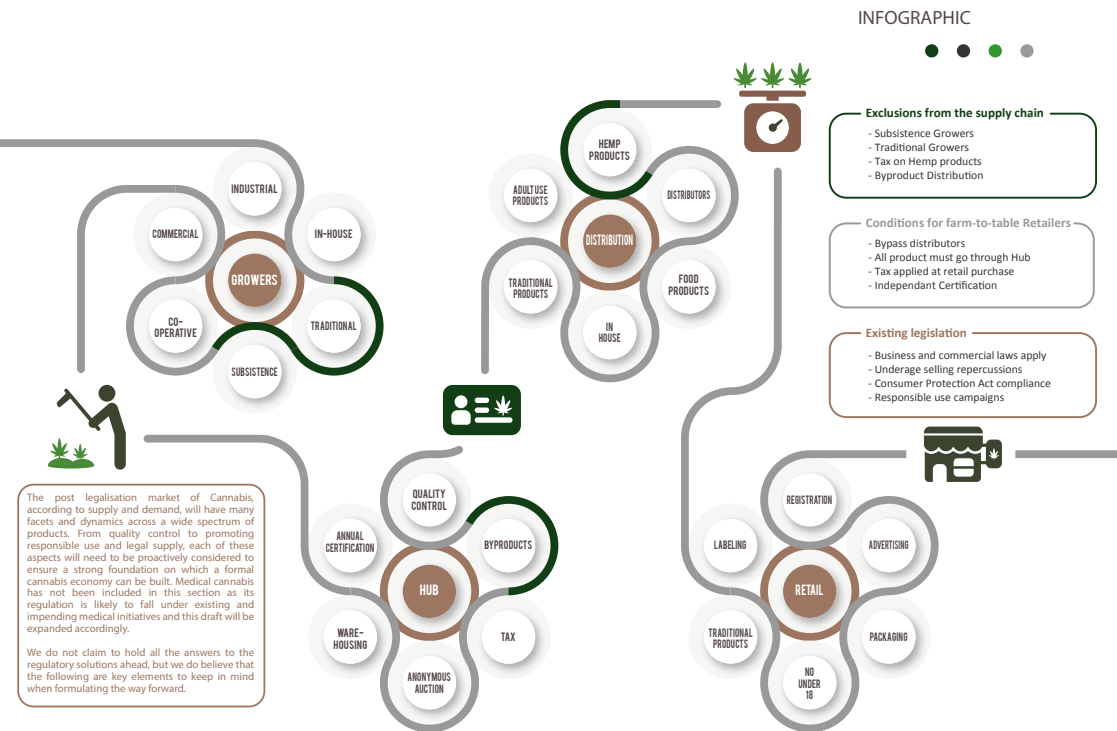 INFOGRAPHIC
Exclusions from the supply chain
- Subsistence Growers
- Traditional Growers
- Tax on Hemp products
- Byproduct Distribution
Conditions for farm-to-table Retailers
- Bypass distributors
- All product must go through Hub
- Tax applied at retail purchase
- Independant Certification
Existing legislation
- Business and commercial laws apply
- Underage selling repercussions
- Consumer Protection Act compliance
- Responsible use campaigns
GROWERS
INDUSTRIAL
IN-HOUSE
TRADITIONAL
SUBSISTENCE
CO-
OPERATIVE
COMMERCIAL
DISTRIBUTION
HEMP
PRODUCTS
DISTRIBUTORS
FOOD
PRODUCTS
IN
HOUSE
TRADITIONAL
PRODUCTS
ADULT USE
PRODUCTS
The post legalisation market of Cannabis,
according to supply and demand, will have many
facets and dynamics across a wide spectrum of
products. From quality control to promoting
responsible use and legal supply, each of these
aspects will need to be proactively considered to
ensure a strong foundation on which a formal
cannabis economy can be built. Medical cannabis
has not been included in this section as its
regulation is likely to fall under existing and
impending medical initiatives and this draft will be
expanded accordingly.
We do not claim to hold all the answers to the
regulatory solutions ahead, but we do believe that
the following are key elements to keep in mind
when formulating the way forward.
HUB
QUALITY
CONTROL
BYPRODUCTS
TAX
ANONYMOUS
AUCTION
WARE-
HOUSING
ANNUAL
CERTIFICATION
RETAIL
REGISTRATION
ADVERTISING
PACKAGING
NO
UNDER
18
TRADITIONAL
PRODUCTS
LABELING